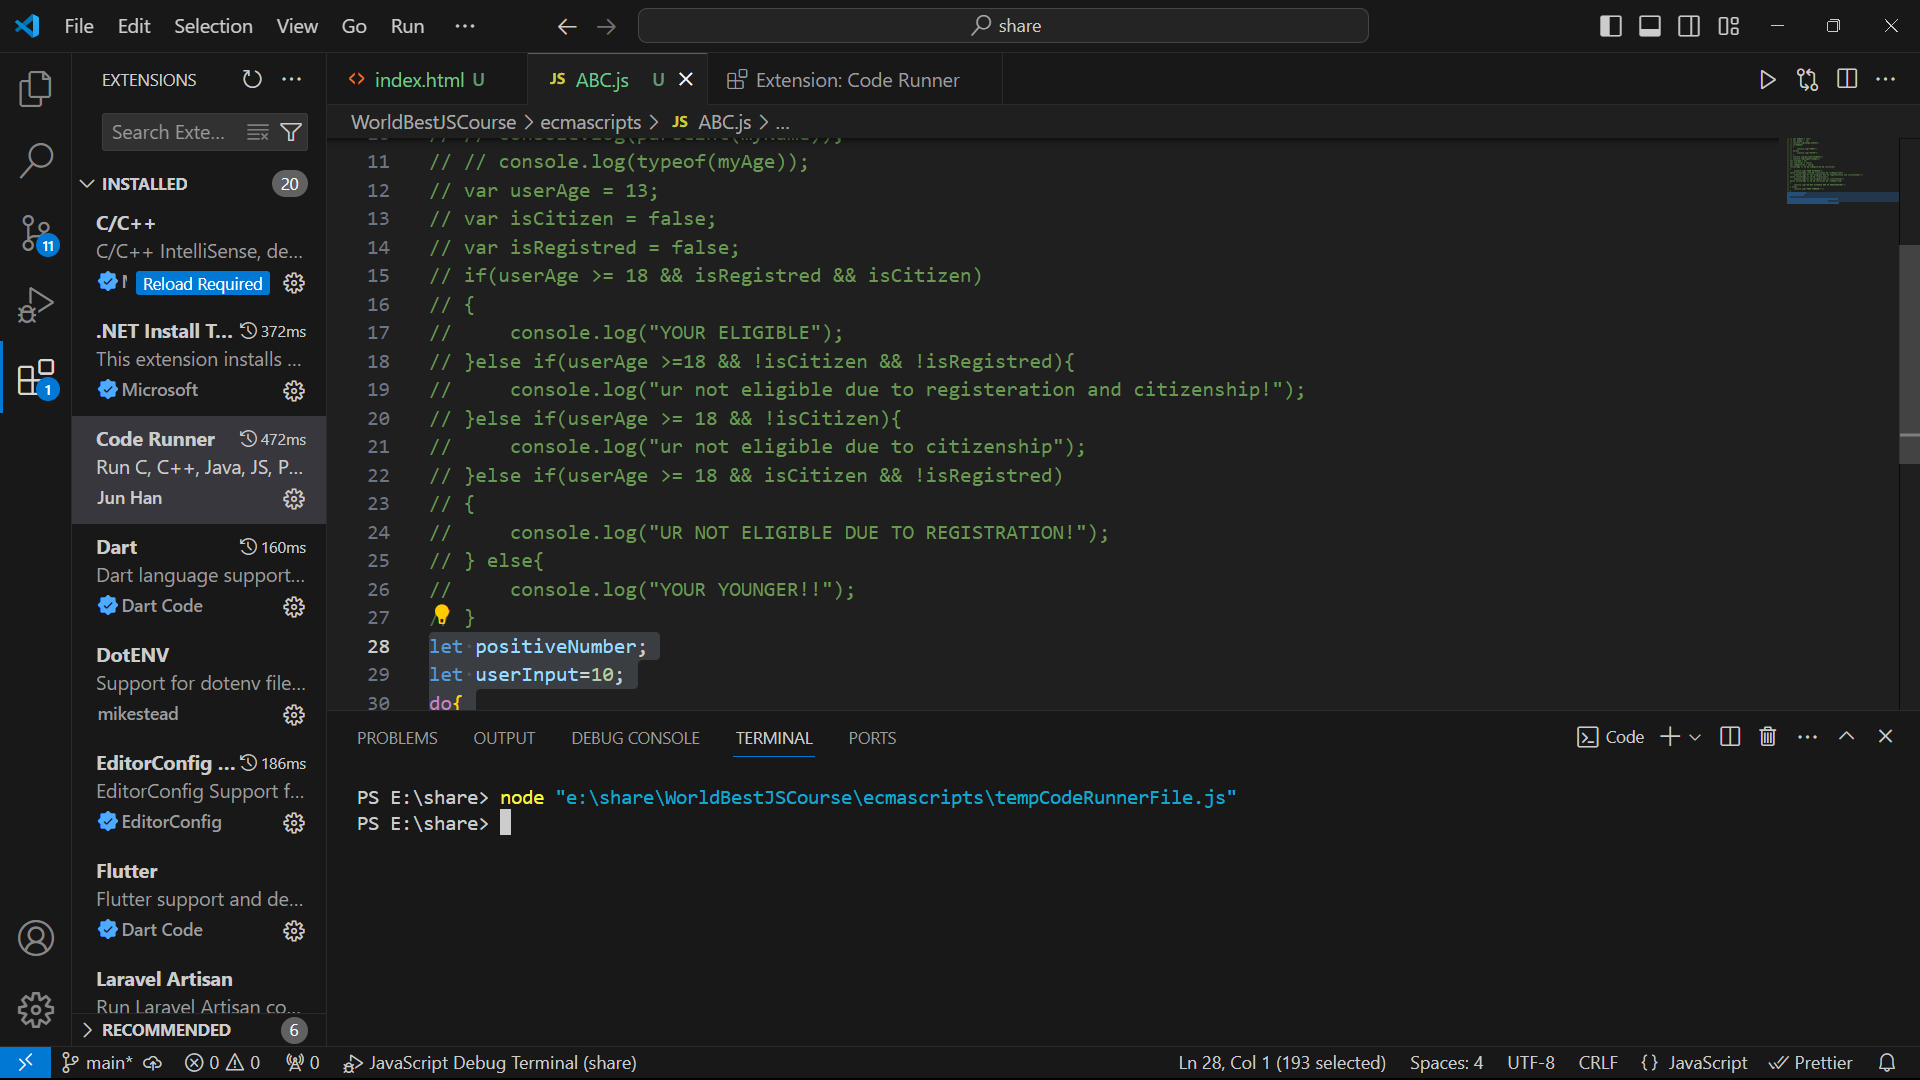 File Edit Selection View Go Run ...
share
EXTENSIONS
Search Exte...
INSTALLED 20
C/C++
C/C++ IntelliSense, de...
Reload Required
.NET Install T... 372ms
This extension installs ...
Microsoft
Code Runner 472ms
Run C, C++, Java, JS, P...
Jun Han
Dart 160ms
Dart language support...
Dart Code
DotENV
Support for dotenv file...
mikestead
EditorConfig ... 186ms
EditorConfig Support f...
EditorConfig
Flutter
Flutter support and de...
Dart Code
Laravel Artisan
Run Laravel Artisan co...
RECOMMENDED 6
11
1
index.html U
JS ABC.js U
Extension: Code Runner
WorldBestJSCourse > ecmascripts > JS ABC.js > ...
11 // // console.log(typeof(myAge));
12 // var userAge = 13;
13 // var isCitizen = false;
14 // var isRegistred = false;
15 // if(userAge >= 18 && isRegistred && isCitizen)
16 // {
17 //     console.log("YOUR ELIGIBLE");
18 // }else if(userAge >=18 && !isCitizen && !isRegistred){
19 //     console.log("ur not eligible due to registeration and citizenship!");
20 // }else if(userAge >= 18 && !isCitizen){
21 //     console.log("ur not eligible due to citizenship");
22 // }else if(userAge >= 18 && isCitizen && !isRegistred)
23 // {
24 //     console.log("UR NOT ELIGIBLE DUE TO REGISTRATION!");
25 // } else{
26 //     console.log("YOUR YOUNGER!!");
27 / }
28 let positiveNumber;
29 let userInput=10;
30 do{
PROBLEMS OUTPUT DEBUG CONSOLE TERMINAL PORTS
Code
PS E:\share> node "e:\share\WorldBestJSCourse\ecmascripts\tempCodeRunnerFile.js"
PS E:\share>
main* 0 0 0 JavaScript Debug Terminal (share)
Ln 28, Col 1 (193 selected) Spaces: 4 UTF-8 CRLF {} JavaScript Prettier